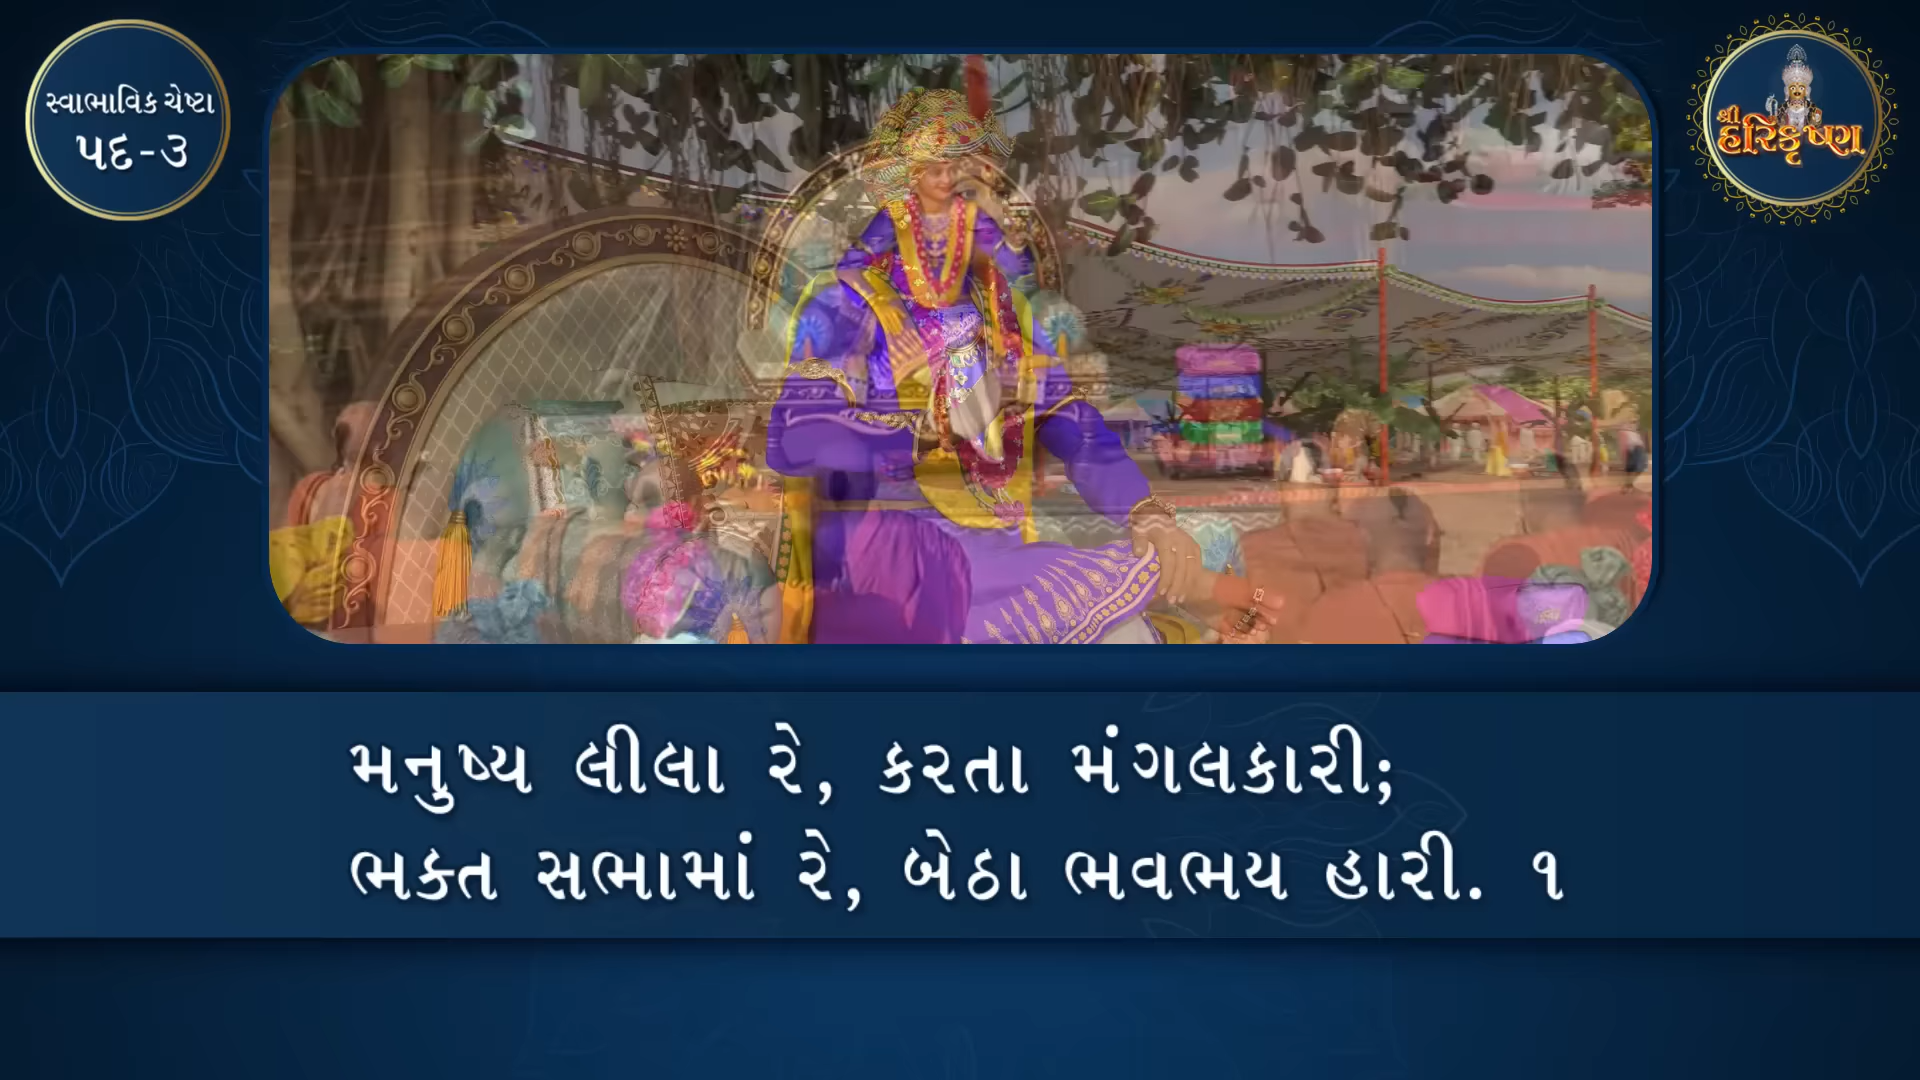 સ્વાભાવિક ચેષ્ટા
પદ-૩
શ્રી
હરિકૃષ્ણ
મનુષ્ય લીલા રે, કરતા મંગલકારી;
ભક્ત સભામાં રે, બેઠા ભવભય હારી. ૧